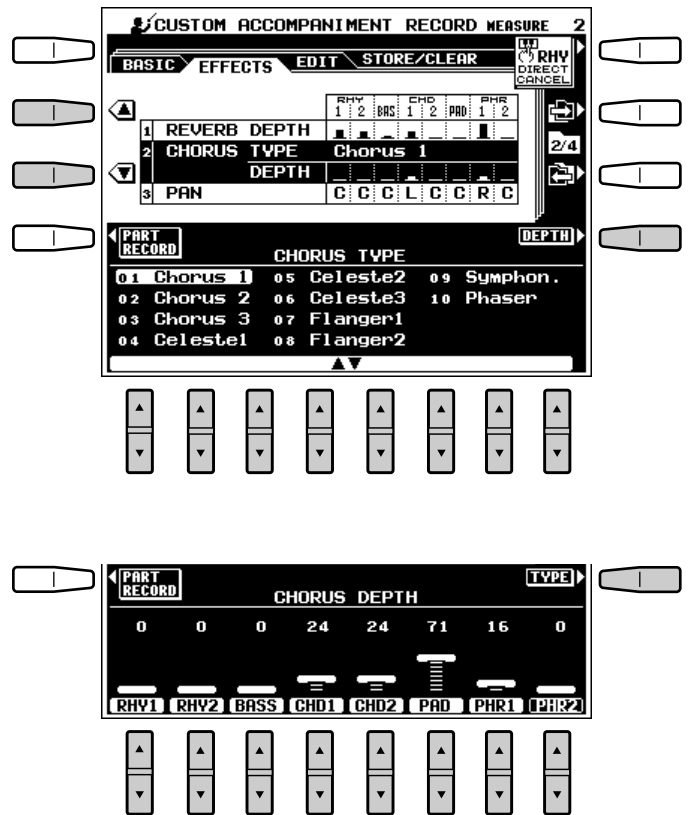 CUSTOM ACCOMPANIMENT RECORD MEASURE 2
BASIC EFFECTS EDIT STORE/CLEAR
RHY
DIRECT
CANCEL
RHY CHD PHR
1 2 BAS 1 2 PAD 1 2
1 REVERB DEPTH
2 CHORUS TYPE Chorus 1
2/4
DEPTH
3 PAN C C C L C C R C
PART
RECORD
DEPTH
CHORUS TYPE
01 Chorus 1 05 Celeste2 09 Symphon.
02 Chorus 2 06 Celeste3 10 Phaser
03 Chorus 3 07 Flanger1
04 Celeste1 08 Flanger2
PART
RECORD
TYPE
CHORUS DEPTH
0 0 0 24 24 71 16 0
RHY1 RHY2 BASS CHD1 CHD2 PAD PHR1 PHR2